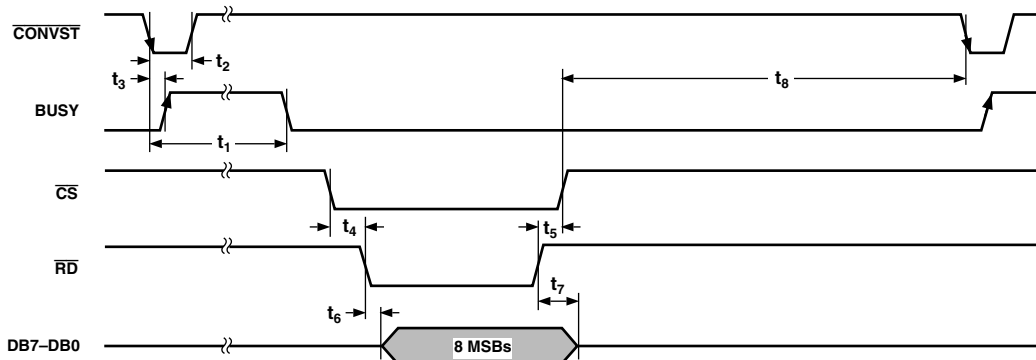 CONVST
t2
t3
t8
BUSY
t1
CS
t4
t5
RD
t7
t6
DB7–DB0
8 MSBs